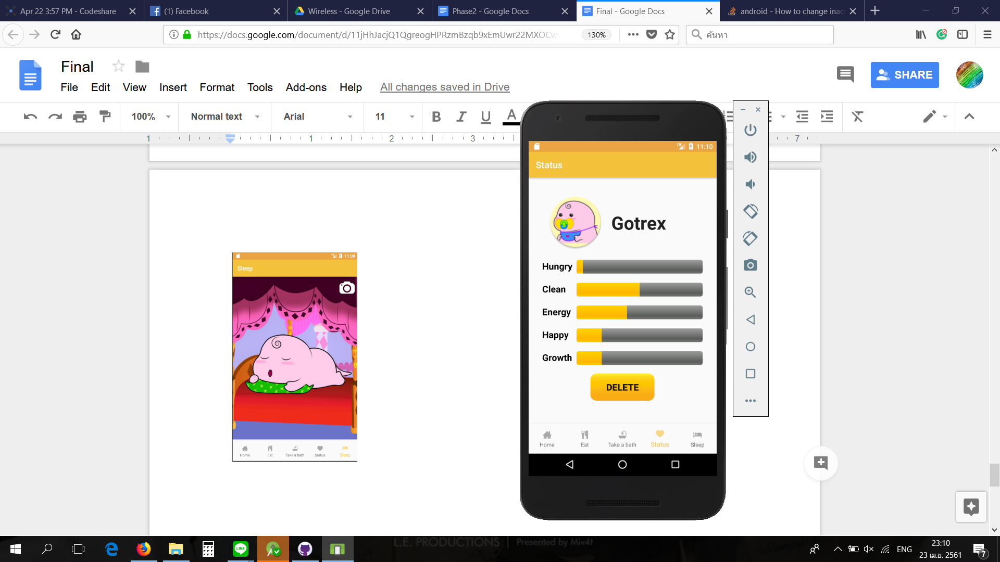 Apr 22 3:57 PM - Codeshare
(1) Facebook
Wireless - Google Drive
Phase2 - Google Docs
Final - Google Docs
android - How to change inac
https://docs.google.com/document/d/11jHhJacjQ1QgreogHPRzmBzqb9xEmUwr22MXOCw
130%
ค้นหา
Final
File Edit View Insert Format Tools Add-ons Help All changes saved in Drive
SHARE
100% Normal text Arial 11 B I U A
1 1 2 3 7
11:10
Status
Gotrex
Hungry
Clean
Energy
Happy
Growth
DELETE
Home Eat Take a bath Status Sleep
11:09
Sleep
Home Eat Take a bath Status Sleep
L.E. PRODUCTIONS | Presented by Miv4t
LINE
ENG
23:10
23 เม.ย. 2561
7